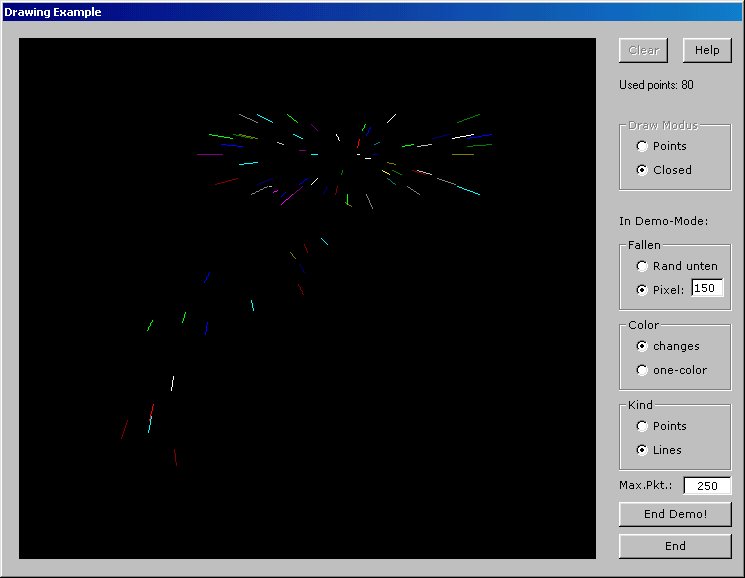 Drawing Example
Clear
Help
Used points: 80
Draw Modus
Points
Closed
In Demo-Mode:
Fallen
Rand unten
Pixel: 150
Color
changes
one-color
Kind
Points
Lines
Max.Pkt.: 250
End Demo!
End